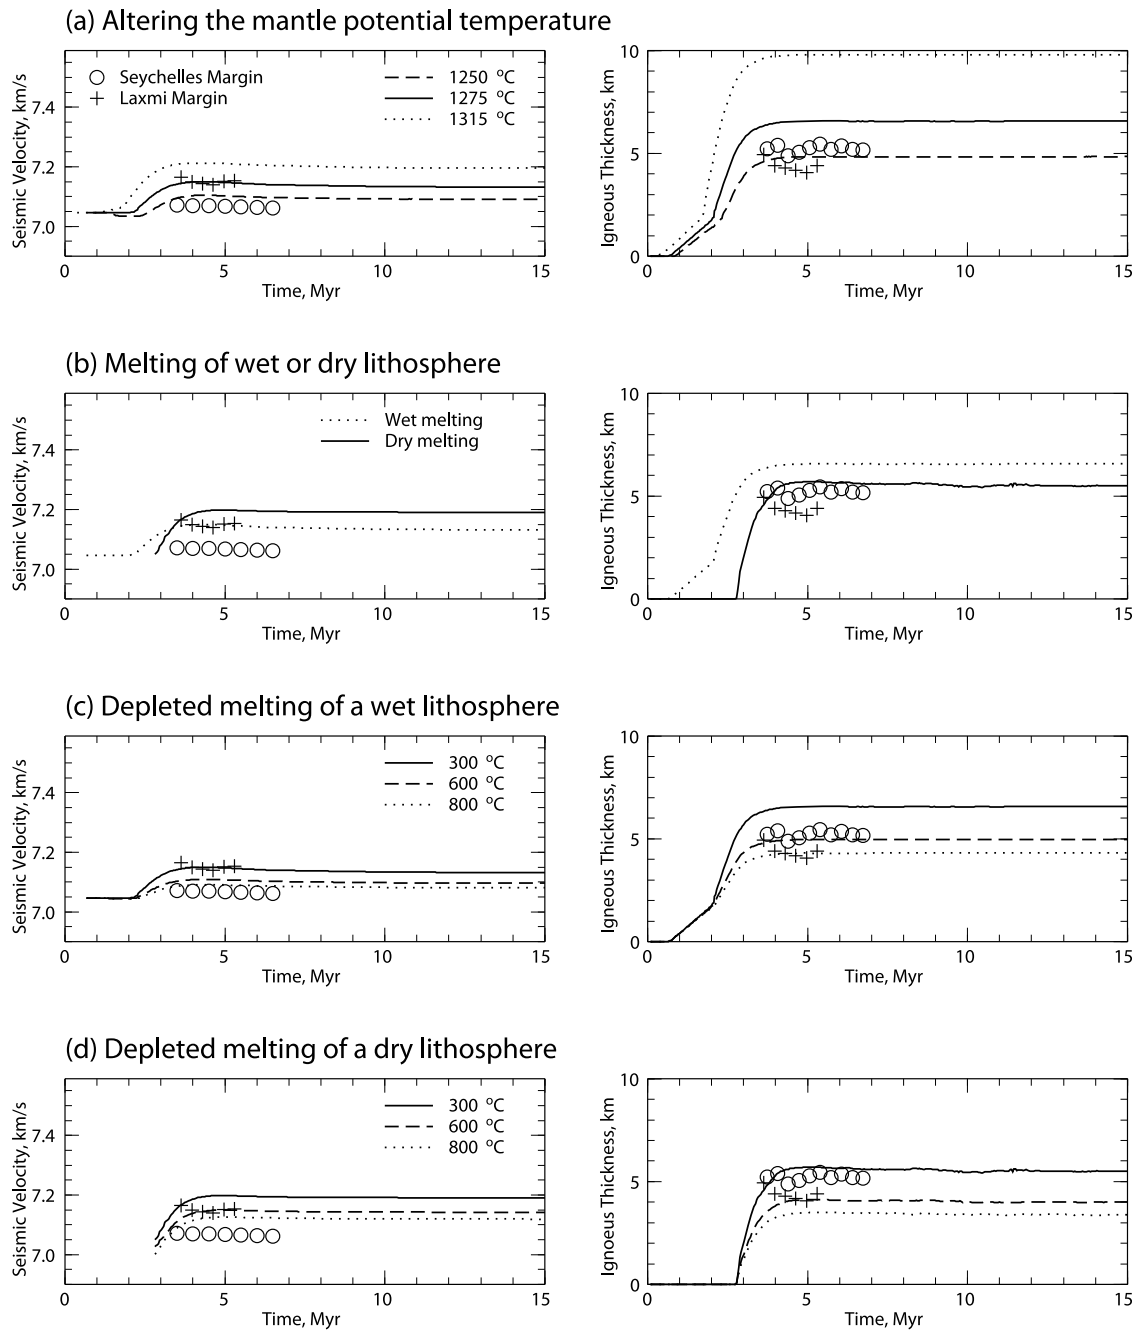 (a) Altering the mantle potential temperature
Seismic Velocity, km/s
7.4
7.2
7.0
Seychelles Margin
Laxmi Margin
1250 °C
1275 °C
1315 °C
0 5 10 15
Time, Myr
Igneous Thickness, km
10
5
0
0 5 10 15
Time, Myr
(b) Melting of wet or dry lithosphere
Seismic Velocity, km/s
7.4
7.2
7.0
Wet melting
Dry melting
0 5 10 15
Time, Myr
Igneous Thickness, km
10
5
0
0 5 10 15
Time, Myr
(c) Depleted melting of a wet lithosphere
Seismic Velocity, km/s
7.4
7.2
7.0
300 °C
600 °C
800 °C
0 5 10 15
Time, Myr
Igneous Thickness, km
10
5
0
0 5 10 15
Time, Myr
(d) Depleted melting of a dry lithosphere
Seismic Velocity, km/s
7.4
7.2
7.0
300 °C
600 °C
800 °C
0 5 10 15
Time, Myr
Ignoeus Thickness, km
10
5
0
0 5 10 15
Time, Myr